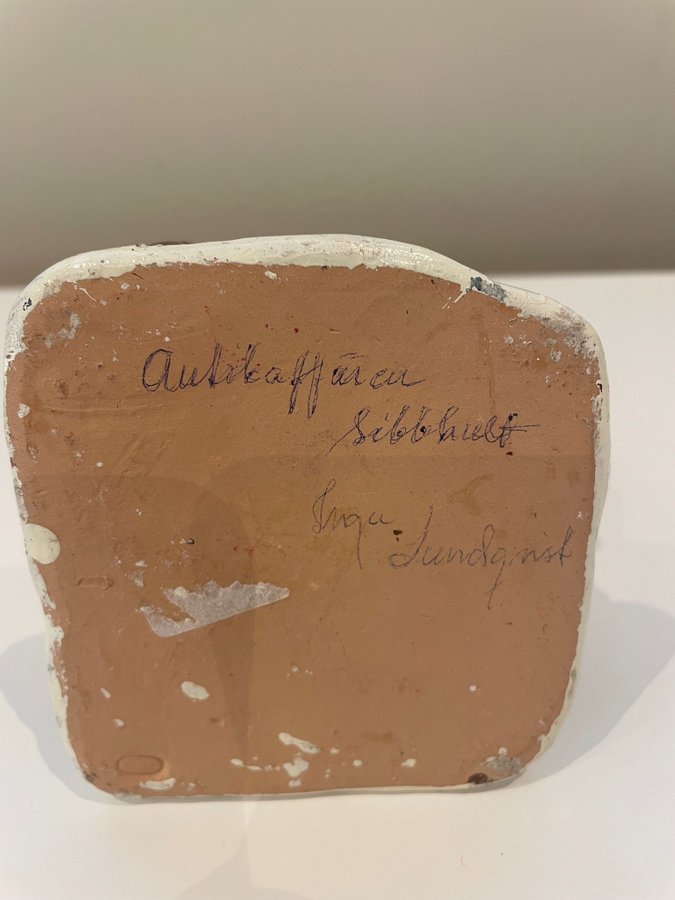 Antikaffären
Sibbhult
Inga
Lundqvist